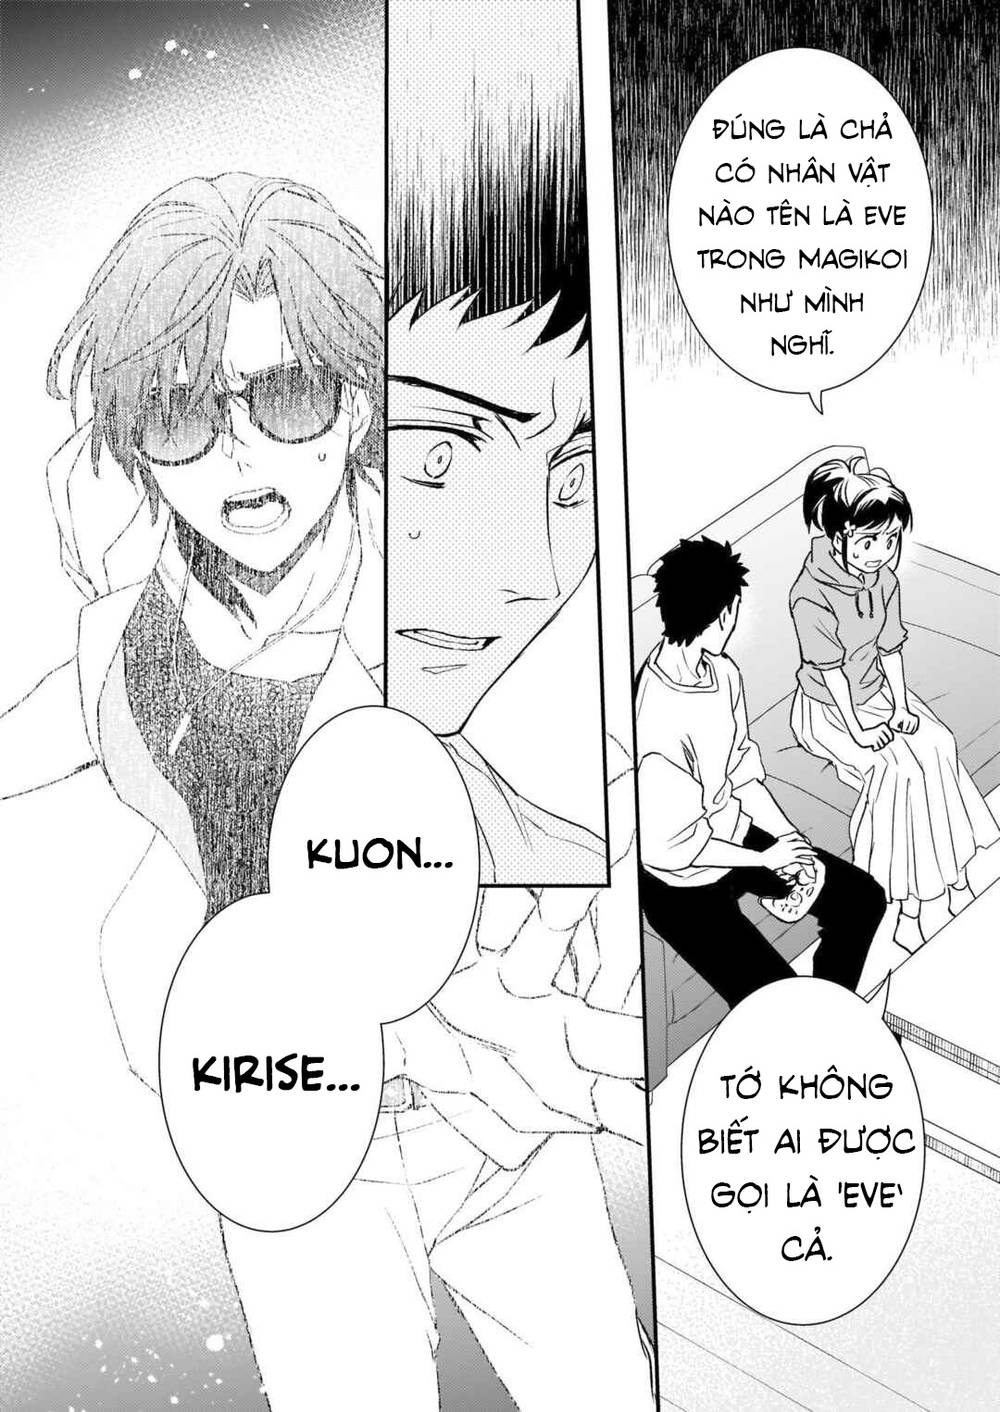 ĐÚNG LÀ CHẢ
CÓ NHÂN VẬT
NÀO TÊN LÀ EVE
TRONG MAGIKOI
NHƯ MÌNH
NGHĨ.
TỚ KHÔNG
BIẾT AI ĐƯỢC
GỌI LÀ 'EVE'
CẢ.
KUON...
KIRISE...